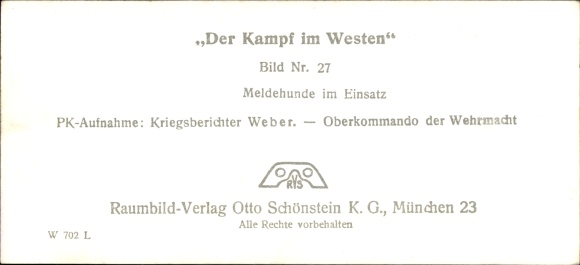 „Der Kampf im Westen“
Bild Nr. 27
Meldehunde im Einsatz
PK-Aufnahme: Kriegsberichter Weber. — Oberkommando der Wehrmacht
RVS
Raumbild-Verlag Otto Schönstein K. G., München 23
Alle Rechte vorbehalten
W 702 L